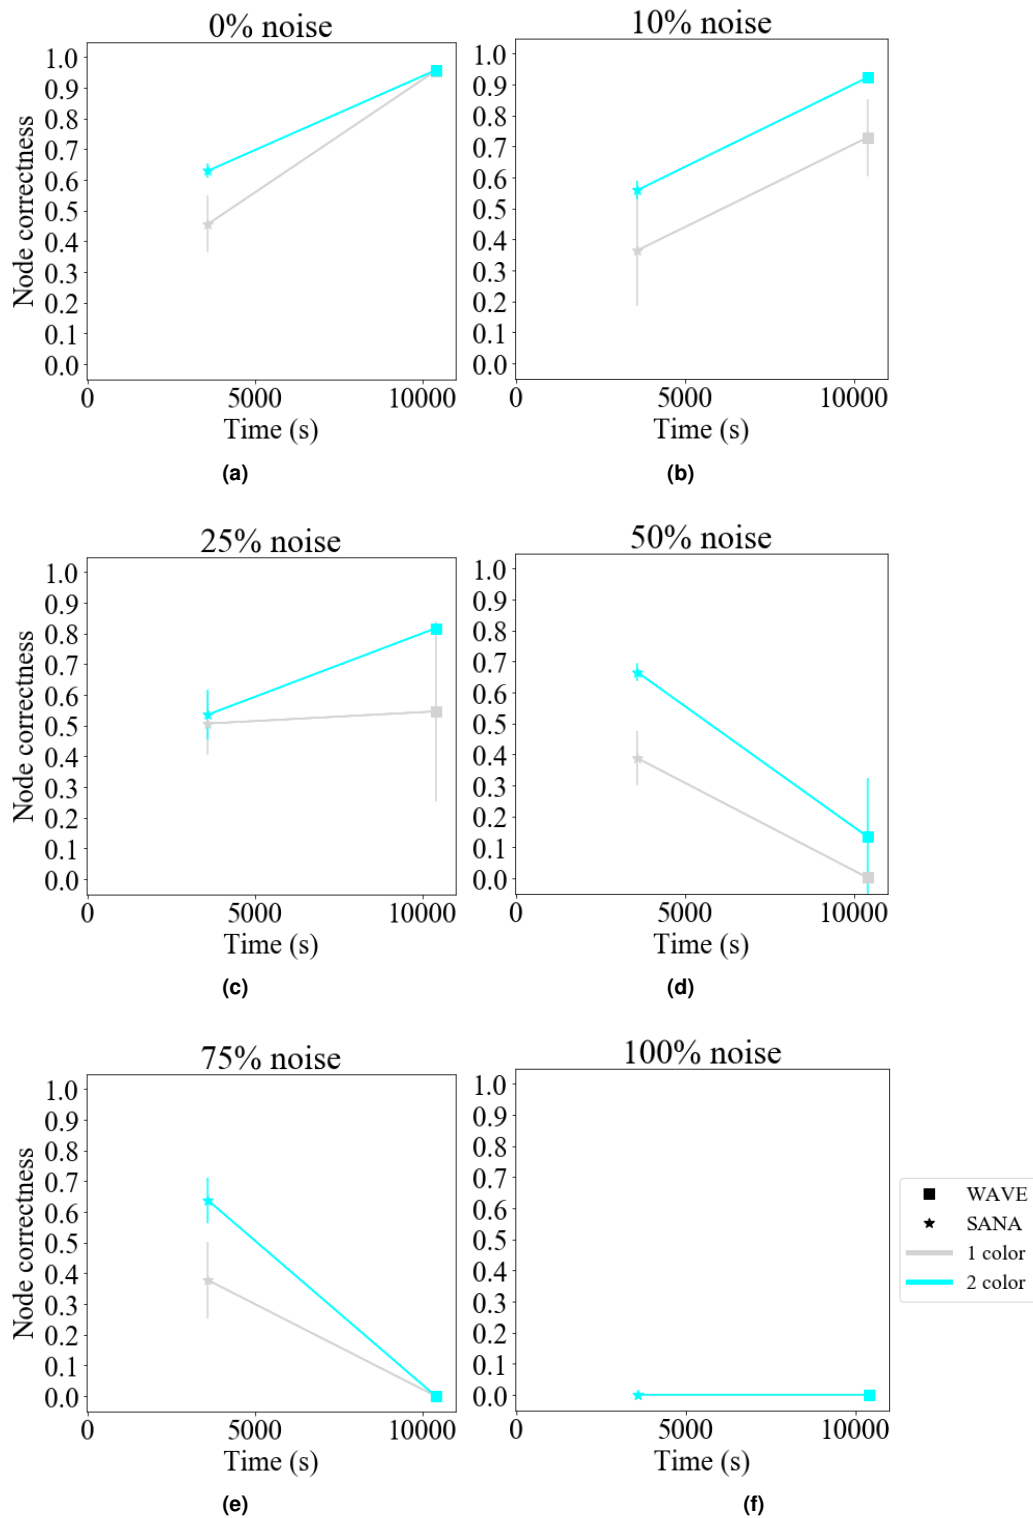 0% noise
10% noise
Node correctness
1.0
0.9
0.8
0.7
0.6
0.5
0.4
0.3
0.2
0.1
0.0
0 5000 10000
Time (s)
(a)
1.0
0.9
0.8
0.7
0.6
0.5
0.4
0.3
0.2
0.1
0.0
0 5000 10000
Time (s)
(b)
25% noise
50% noise
Node correctness
1.0
0.9
0.8
0.7
0.6
0.5
0.4
0.3
0.2
0.1
0.0
0 5000 10000
Time (s)
(c)
1.0
0.9
0.8
0.7
0.6
0.5
0.4
0.3
0.2
0.1
0.0
0 5000 10000
Time (s)
(d)
75% noise
100% noise
Node correctness
1.0
0.9
0.8
0.7
0.6
0.5
0.4
0.3
0.2
0.1
0.0
0 5000 10000
Time (s)
(e)
1.0
0.9
0.8
0.7
0.6
0.5
0.4
0.3
0.2
0.1
0.0
0 5000 10000
Time (s)
(f)
WAVE
SANA
1 color
2 color